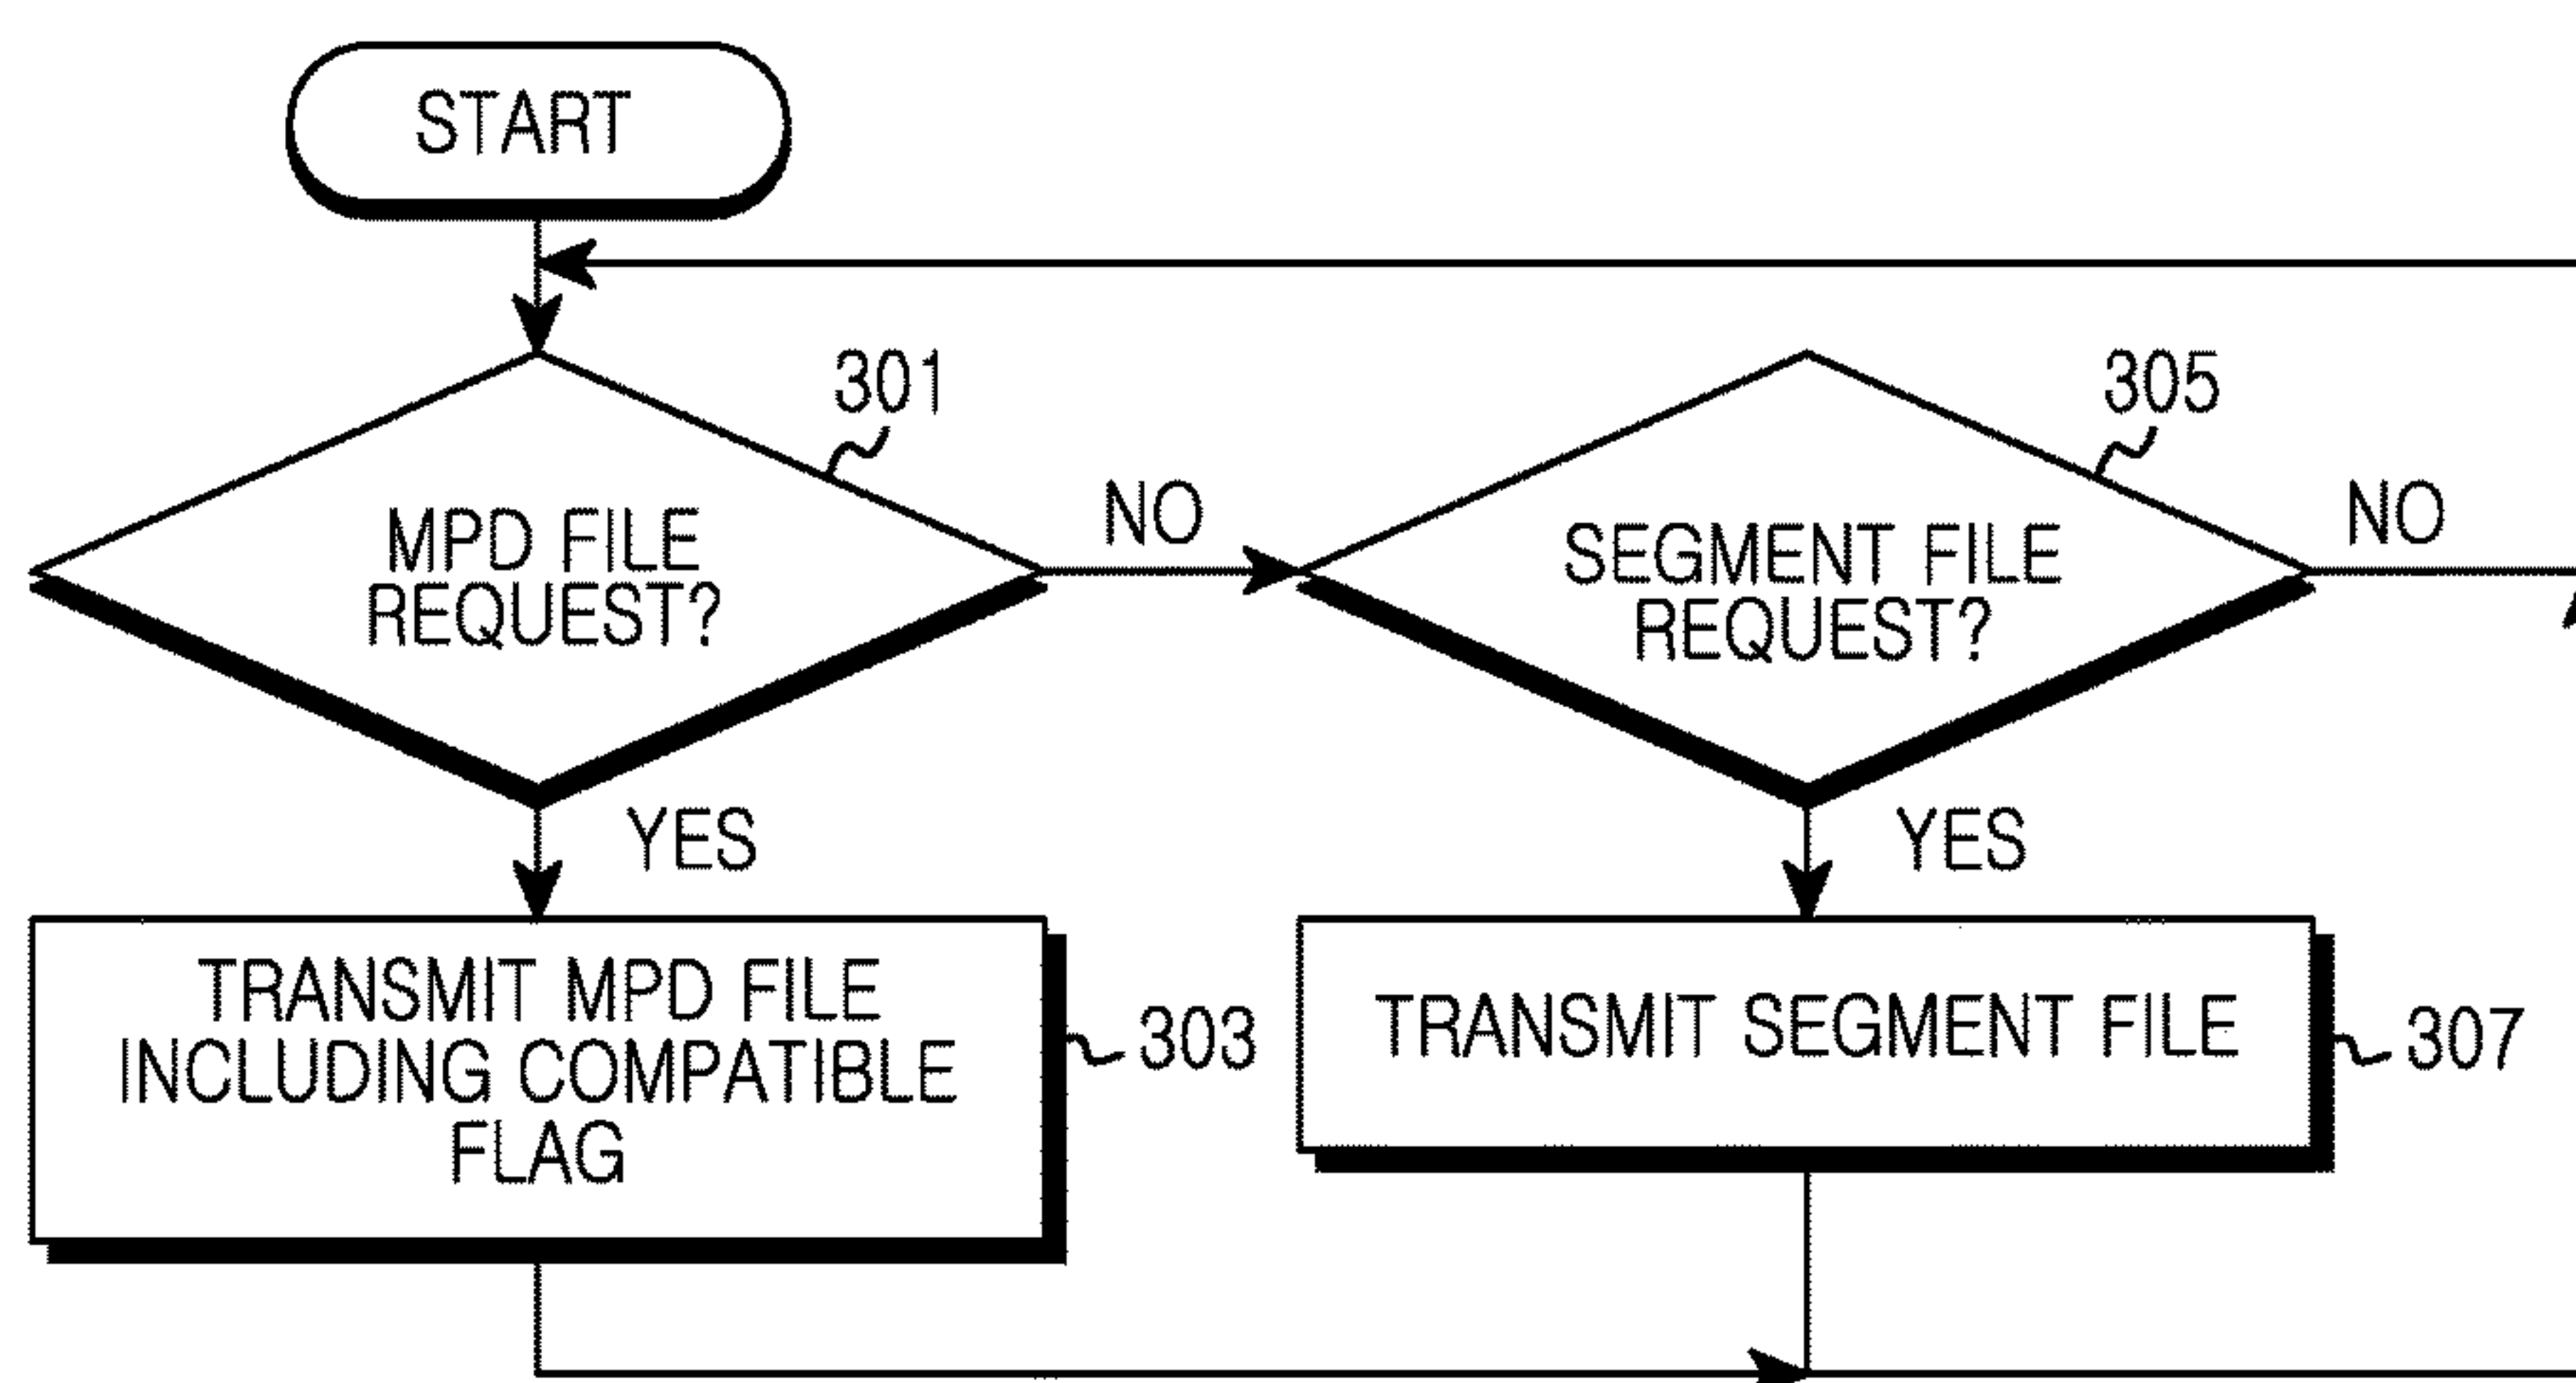 START
301
MPD FILE
REQUEST?
NO
305
SEGMENT FILE
REQUEST?
NO
YES
YES
TRANSMIT MPD FILE
INCLUDING COMPATIBLE
FLAG
303
TRANSMIT SEGMENT FILE
307